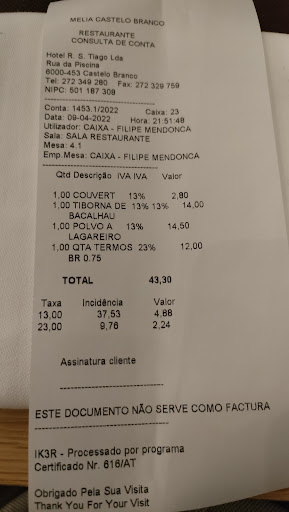 MELIA CASTELO BRANCO
RESTAURANTE
CONSULTA DE CONTA
Hotel R. S. Tiago Lda
Rua da Piscina
6000-453 Castelo Branco
Tel: 272 349 280 Fax: 272 329 759
NIPC: 501 187 308
Conta: 1453.1/2022 Caixa: 23
Data: 09-04-2022 Hora: 21:51:48
Utilizador: CAIXA - FILIPE MENDONCA
Sala: SALA RESTAURANTE
Mesa: 4.1
Emp.Mesa: CAIXA - FILIPE MENDONCA
Qtd Descrição IVA IVA Valor
1,00 COUVERT 13% 2,80
1,00 TIBORNA DE 13% 13% 14,00
BACALHAU
1,00 POLVO A 13% 14,50
LAGAREIRO
1,00 QTA TERMOS 23% 12,00
BR 0.75
TOTAL 43,30
Taxa Incidência Valor
13,00 37,53 4,88
23,00 9,76 2,24
Assinatura cliente
ESTE DOCUMENTO NÃO SERVE COMO FACTURA
IK3R - Processado por programa
Certificado Nr. 616/AT
Obrigado Pela Sua Visita
Thank You For Your Visit